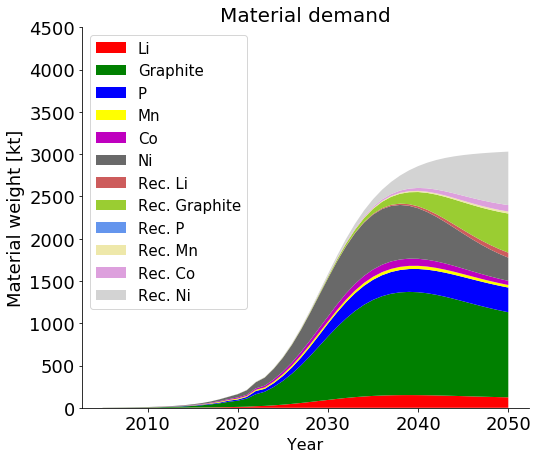 Material demand
Material weight [kt]
4500
4000
3500
3000
2500
2000
1500
1000
500
0
Li
Graphite
P
Mn
Co
Ni
Rec. Li
Rec. Graphite
Rec. P
Rec. Mn
Rec. Co
Rec. Ni
2010 2020 2030 2040 2050
Year